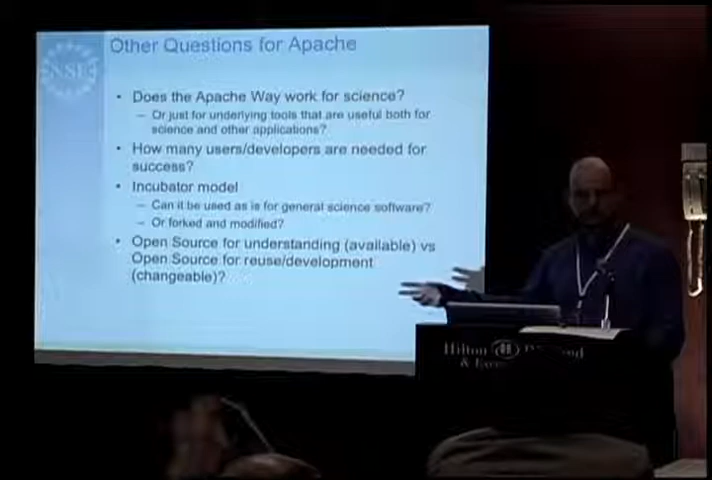 Other Questions for Apache
NSF
• Does the Apache Way work for science?
– Or just for underlying tools that are useful both for
science and other applications?
• How many users/developers are needed for
success?
• Incubator model
– Can it be used as is for general science software?
– Or forked and modified?
• Open Source for understanding (available) vs
Open Source for reuse/development
(changeable)?
Hilton
&